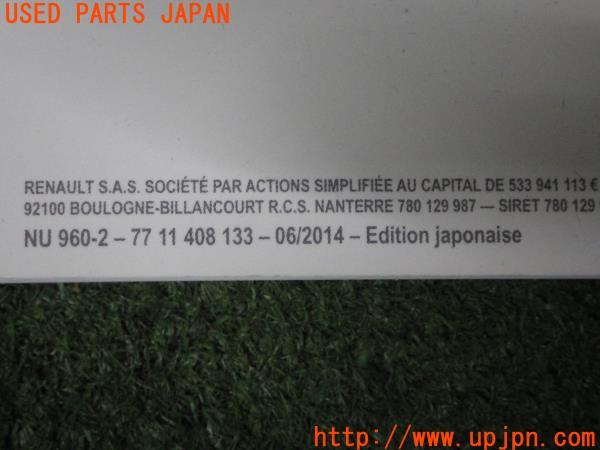 USED PARTS JAPAN
RENAULT S.A.S. SOCIÉTÉ PAR ACTIONS SIMPLIFIÉE AU CAPITAL DE 533 941 113 €
92100 BOULOGNE-BILLANCOURT R.C.S. NANTERRE 780 129 987 — SIRET 780 129
NU 960-2 – 77 11 408 133 – 06/2014 – Edition japonaise
UPJ
http://www.upjpn.com/